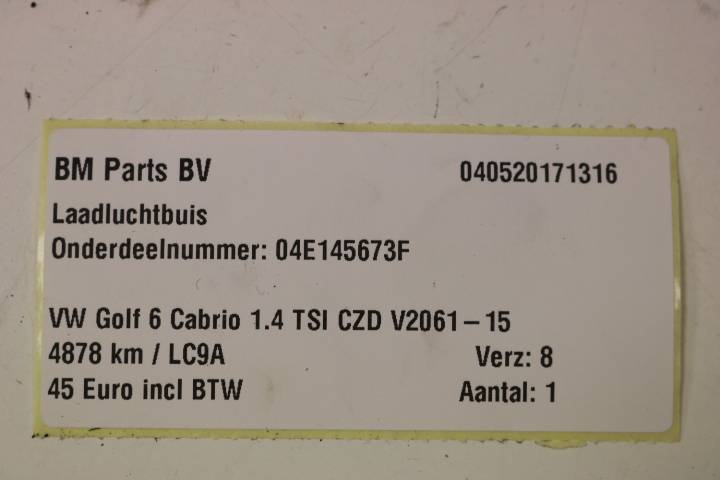 BM Parts BV 040520171316
Laadluchtbuis
Onderdeelnummer: 04E145673F
VW Golf 6 Cabrio 1.4 TSI CZD V2061-15
4878 km / LC9A Verz: 8
45 Euro incl BTW Aantal: 1